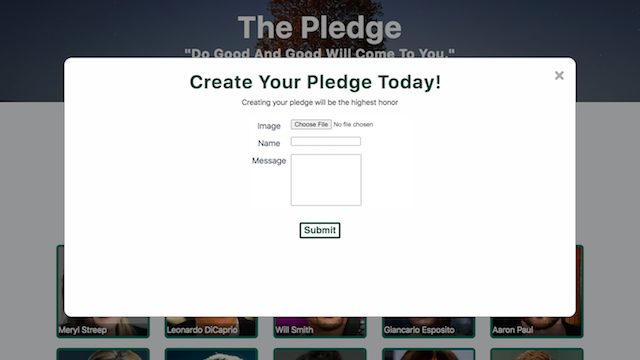 The Pledge
"Do Good And Good Will Come To You."
Create Your Pledge Today!
×
Creating your pledge will be the highest honor
Image Choose File No file chosen
Name
Message
Submit
Meryl Streep Leonardo DiCaprio Will Smith Giancarlo Esposito Aaron Paul